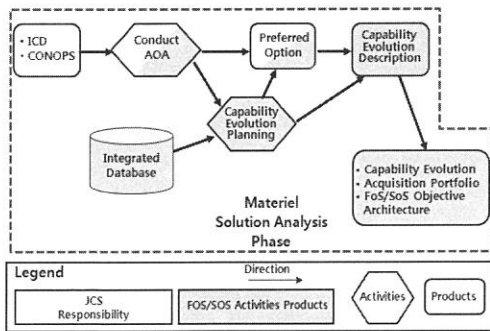 • ICD
• CONOPS
Conduct
AOA
Preferred
Option
Capability
Evolution
Description
Capability
Evolution
Planning
Integrated
Database
• Capability Evolution
• Acquisition Portfolio
• FoS/SoS Objective
Architecture
Materiel
Solution Analysis
Phase
Legend
Direction
JCS
Responsibility
FOS/SOS Activities Products
Activities
Products